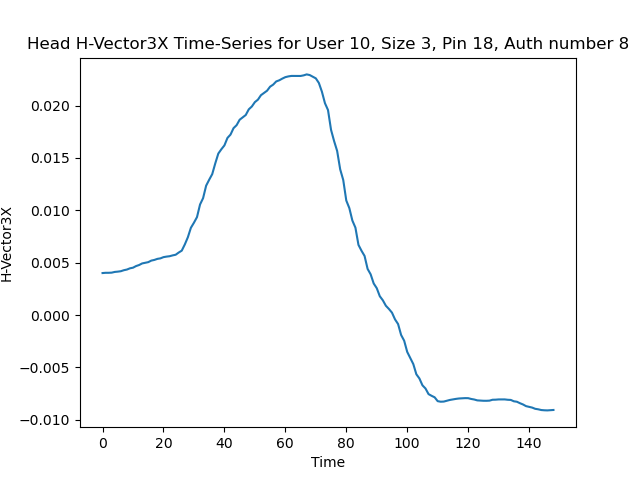 Head H-Vector3X Time-Series for User 10, Size 3, Pin 18, Auth number 8
H-Vector3X
0.020
0.015
0.010
0.005
0.000
−0.005
−0.010
0 20 40 60 80 100 120 140
Time